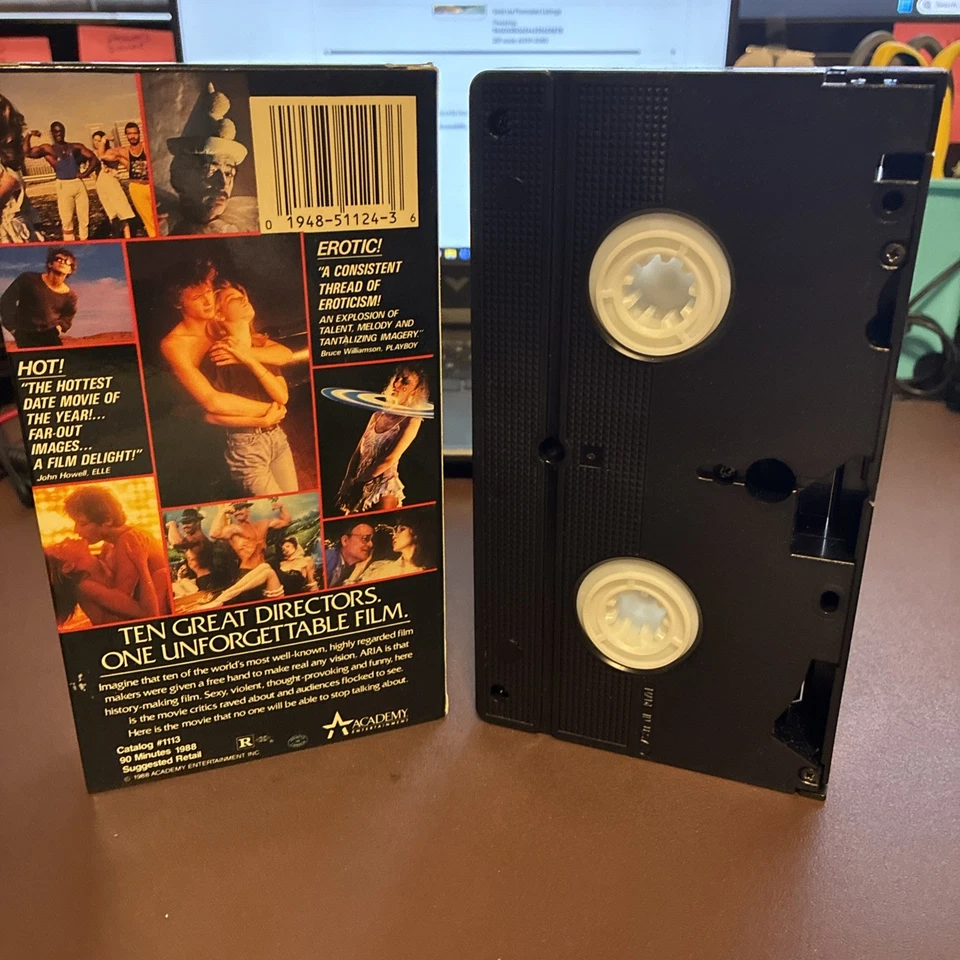 0 1948-51124-3 6
EROTIC!
"A CONSISTENT
THREAD OF
EROTICISM!
AN EXPLOSION OF
TALENT, MELODY AND
TANTALIZING IMAGERY."
Bruce Williamson, PLAYBOY
HOT!
"THE HOTTEST
DATE MOVIE OF
THE YEAR!...
FAR-OUT
IMAGES...
A FILM DELIGHT!"
John Howell, ELLE
TEN GREAT DIRECTORS.
ONE UNFORGETTABLE FILM.
Imagine that ten of the world's most well-known, highly regarded film
makers were given a free hand to make real any vision. ARIA is that
history-making film. Sexy, violent, thought-provoking and funny, here
is the movie critics raved about and audiences flocked to see.
Here is the movie that no one will be able to stop talking about.
Catalog #1113
90 Minutes 1988
Suggested Retail
R
ACADEMY
ENTERTAINMENT
© 1988 ACADEMY ENTERTAINMENT INC